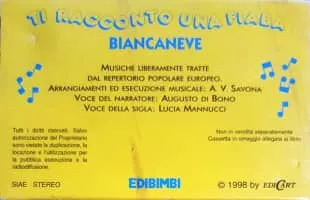 TI RACCONTO UNA FIABA
BIANCANEVE
MUSICHE LIBERAMENTE TRATTE
DAL REPERTORIO POPOLARE EUROPEO.
ARRANGIAMENTI ED ESECUZIONE MUSICALE: A. V. SAVONA
VOCE DEL NARRATORE: AUGUSTO DI BONO
VOCE DELLA SIGLA: LUCIA MANNUCCI
Tutti i diritti riservati. Salvo
autorizzazione del Proprietario
sono vietate la duplicazione, la
locazione e l'utilizzazione per
la pubblica esecuzione e la
radiodiffusione.
Non in vendita separatamente
Cassetta in omaggio allegata al libro
SIAE STEREO
EDIBIMBI
© 1998 by EDICART